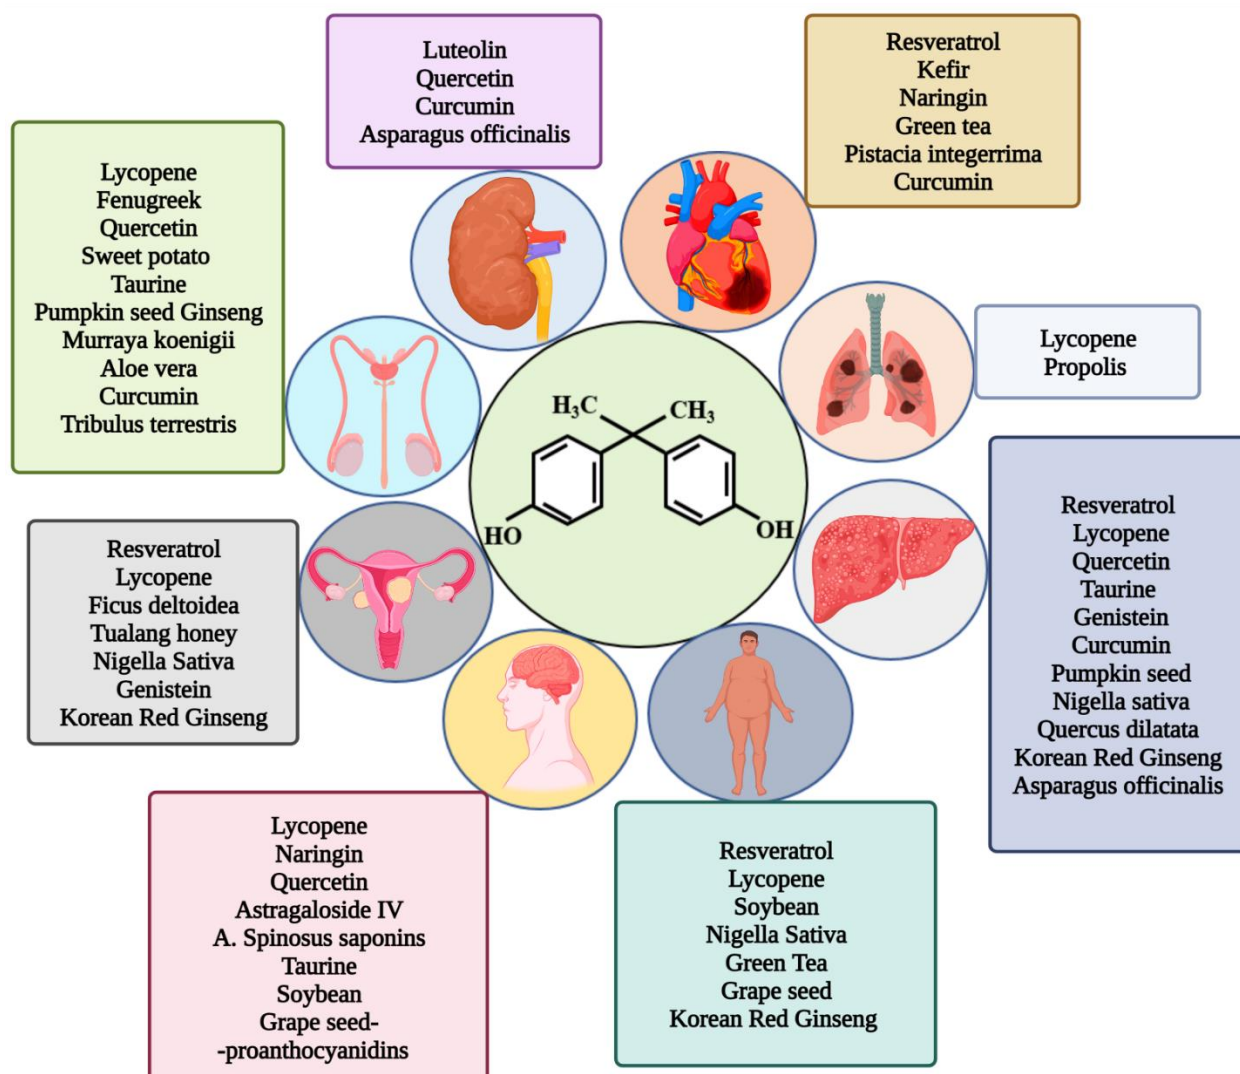 Luteolin
Quercetin
Curcumin
Asparagus officinalis
Resveratrol
Kefir
Naringin
Green tea
Pistacia integerrima
Curcumin
Lycopene
Fenugreek
Quercetin
Sweet potato
Taurine
Pumpkin seed Ginseng
Murraya koenigii
Aloe vera
Curcumin
Tribulus terrestris
Lycopene
Propolis
H₃C
CH₃
HO
OH
Resveratrol
Lycopene
Quercetin
Taurine
Genistein
Curcumin
Pumpkin seed
Nigella sativa
Quercus dilatata
Korean Red Ginseng
Asparagus officinalis
Resveratrol
Lycopene
Ficus deltoidea
Tualang honey
Nigella Sativa
Genistein
Korean Red Ginseng
Lycopene
Naringin
Quercetin
Astragaloside IV
A. Spinosus saponins
Taurine
Soybean
Grape seed-
-proanthocyanidins
Resveratrol
Lycopene
Soybean
Nigella Sativa
Green Tea
Grape seed
Korean Red Ginseng